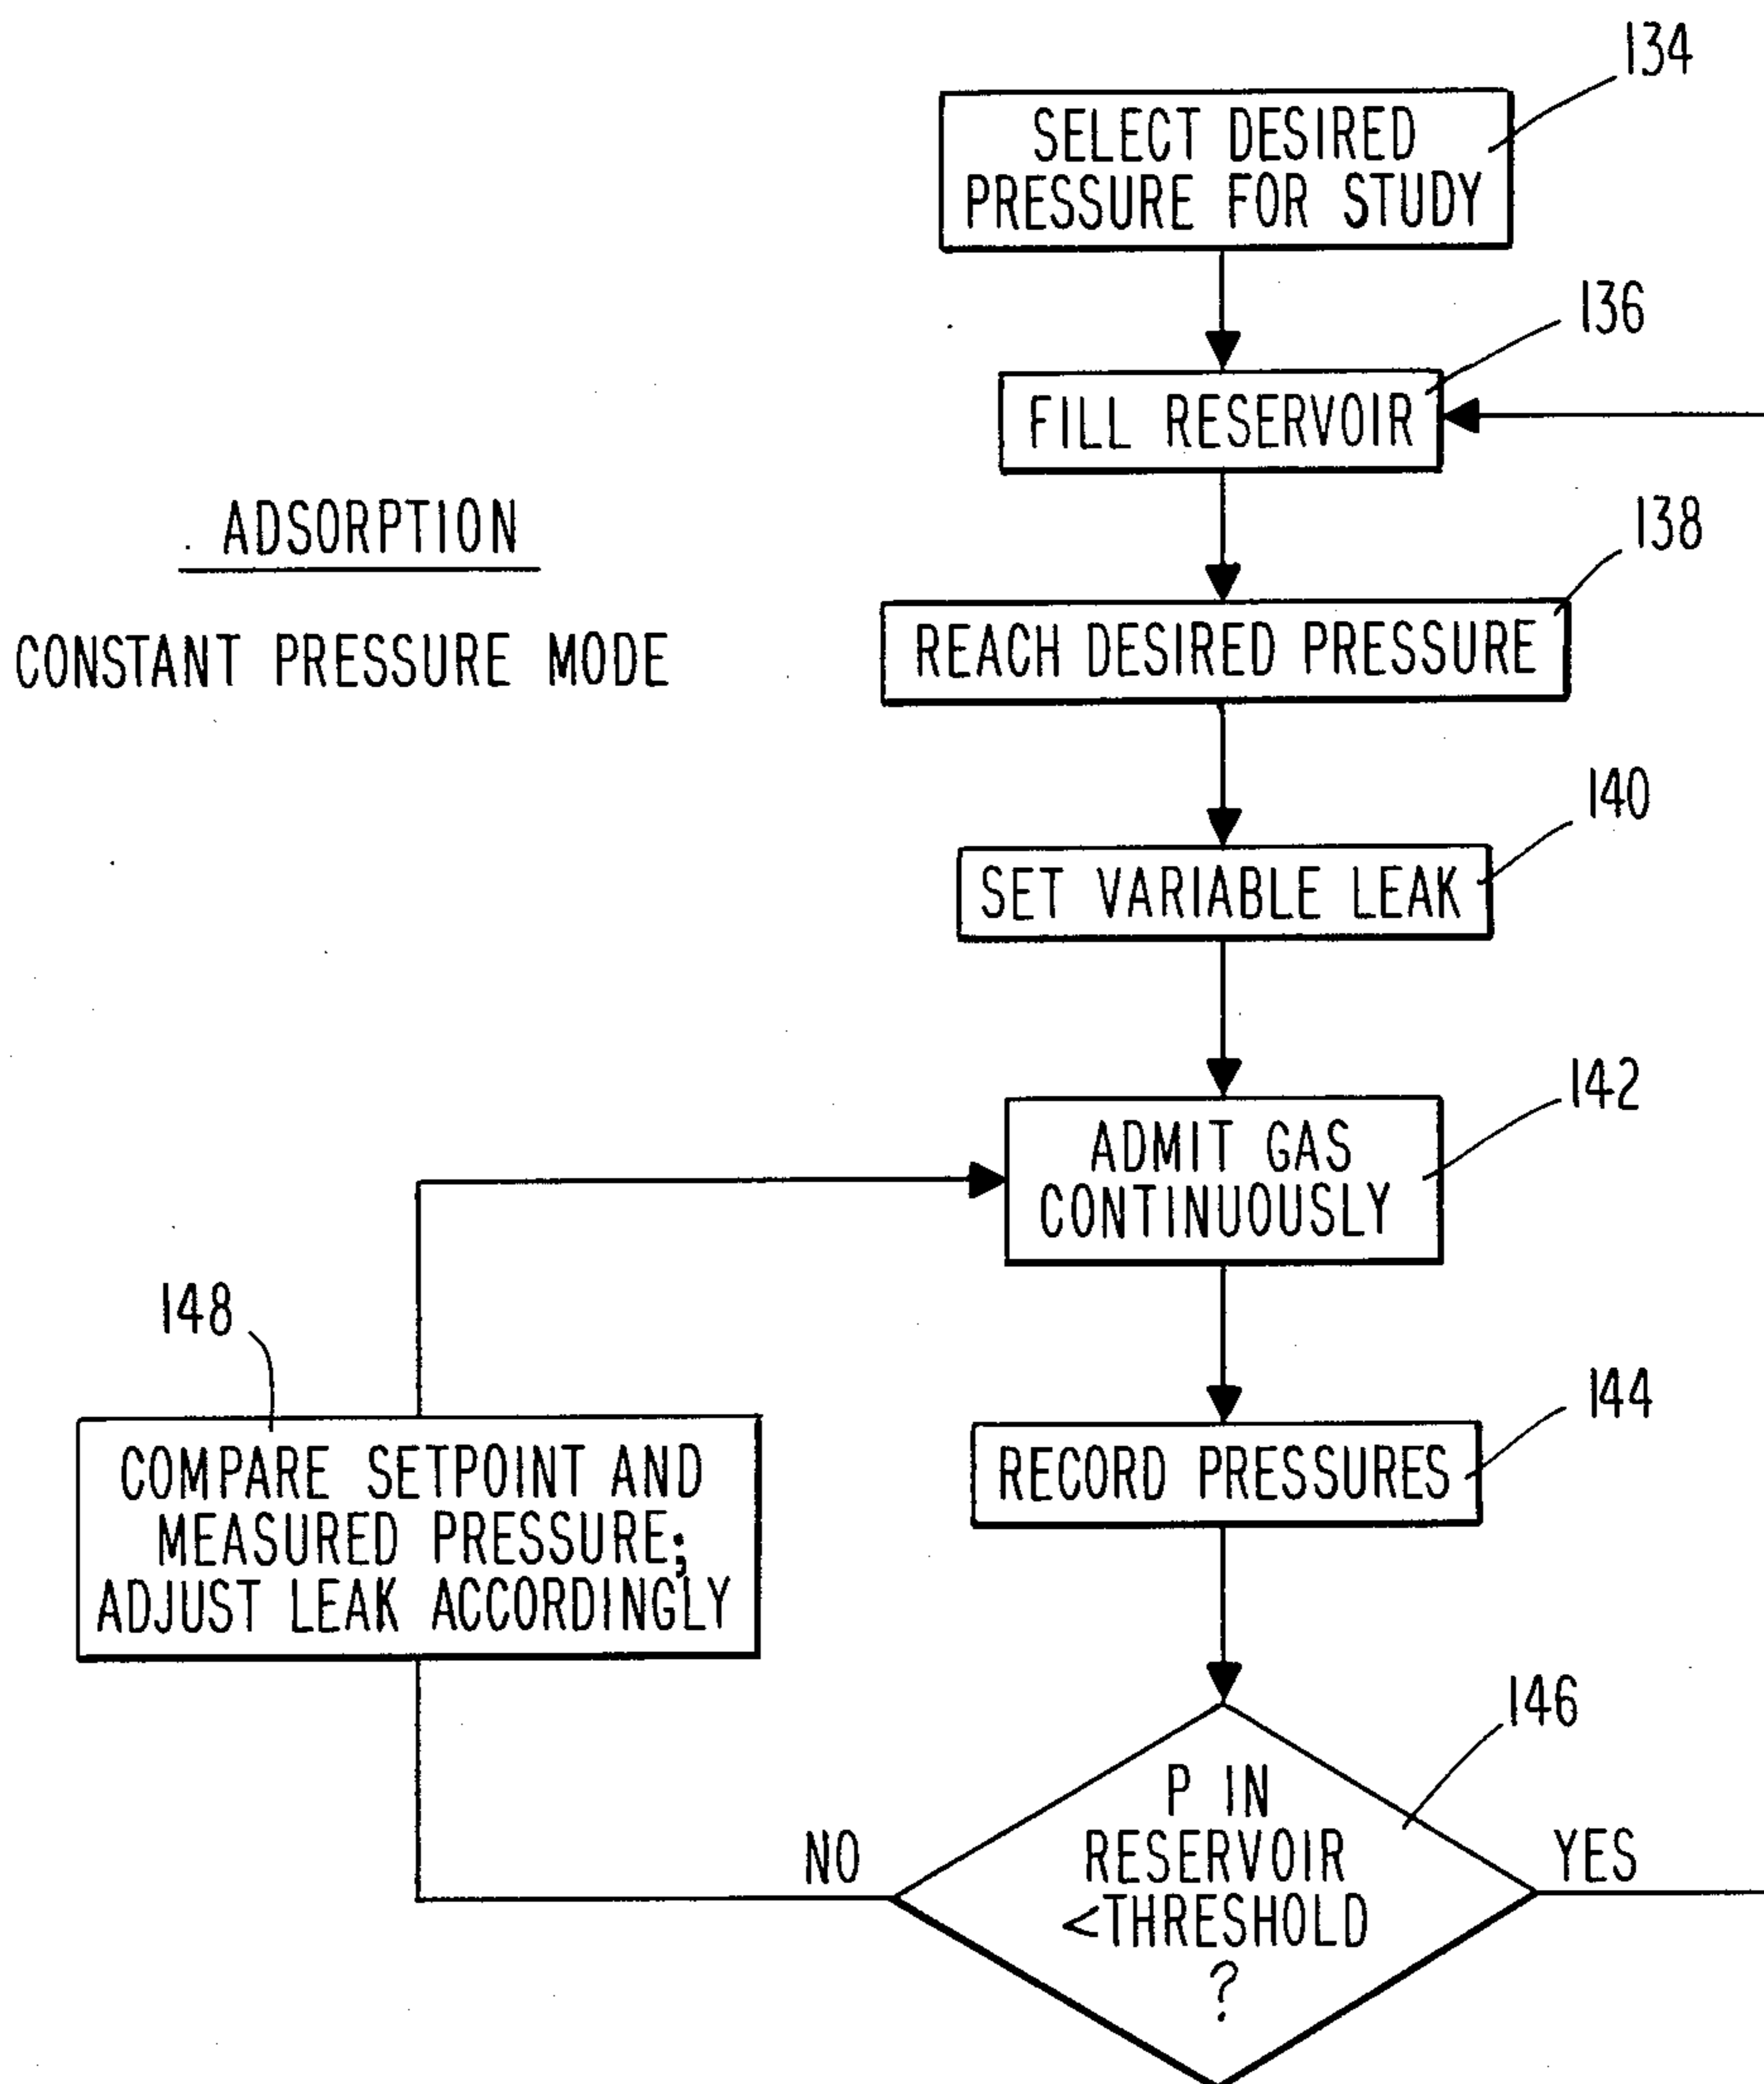 134
SELECT DESIRED
PRESSURE FOR STUDY
136
FILL RESERVOIR
ADSORPTION
CONSTANT PRESSURE MODE
138
REACH DESIRED PRESSURE
140
SET VARIABLE LEAK
142
ADMIT GAS
CONTINUOUSLY
148
COMPARE SETPOINT AND
MEASURED PRESSURE;
ADJUST LEAK ACCORDINGLY
144
RECORD PRESSURES
146
P IN
RESERVOIR
<THRESHOLD
?
NO
YES